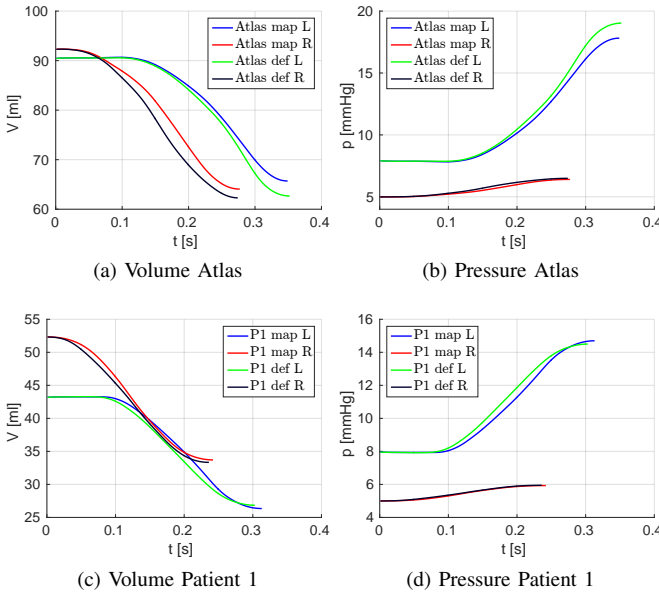 100
90
80
70
60
V [ml]
0
0.1
0.2
0.3
0.4
t [s]
Atlas map L
Atlas map R
Atlas def L
Atlas def R
(a) Volume Atlas
20
15
10
5
p [mmHg]
0
0.1
0.2
0.3
0.4
t [s]
Atlas map L
Atlas map R
Atlas def L
Atlas def R
(b) Pressure Atlas
55
50
45
40
35
30
25
V [ml]
0
0.1
0.2
0.3
0.4
t [s]
P1 map L
P1 map R
P1 def L
P1 def R
(c) Volume Patient 1
16
14
12
10
8
6
4
p [mmHg]
0
0.1
0.2
0.3
0.4
t [s]
P1 map L
P1 map R
P1 def L
P1 def R
(d) Pressure Patient 1